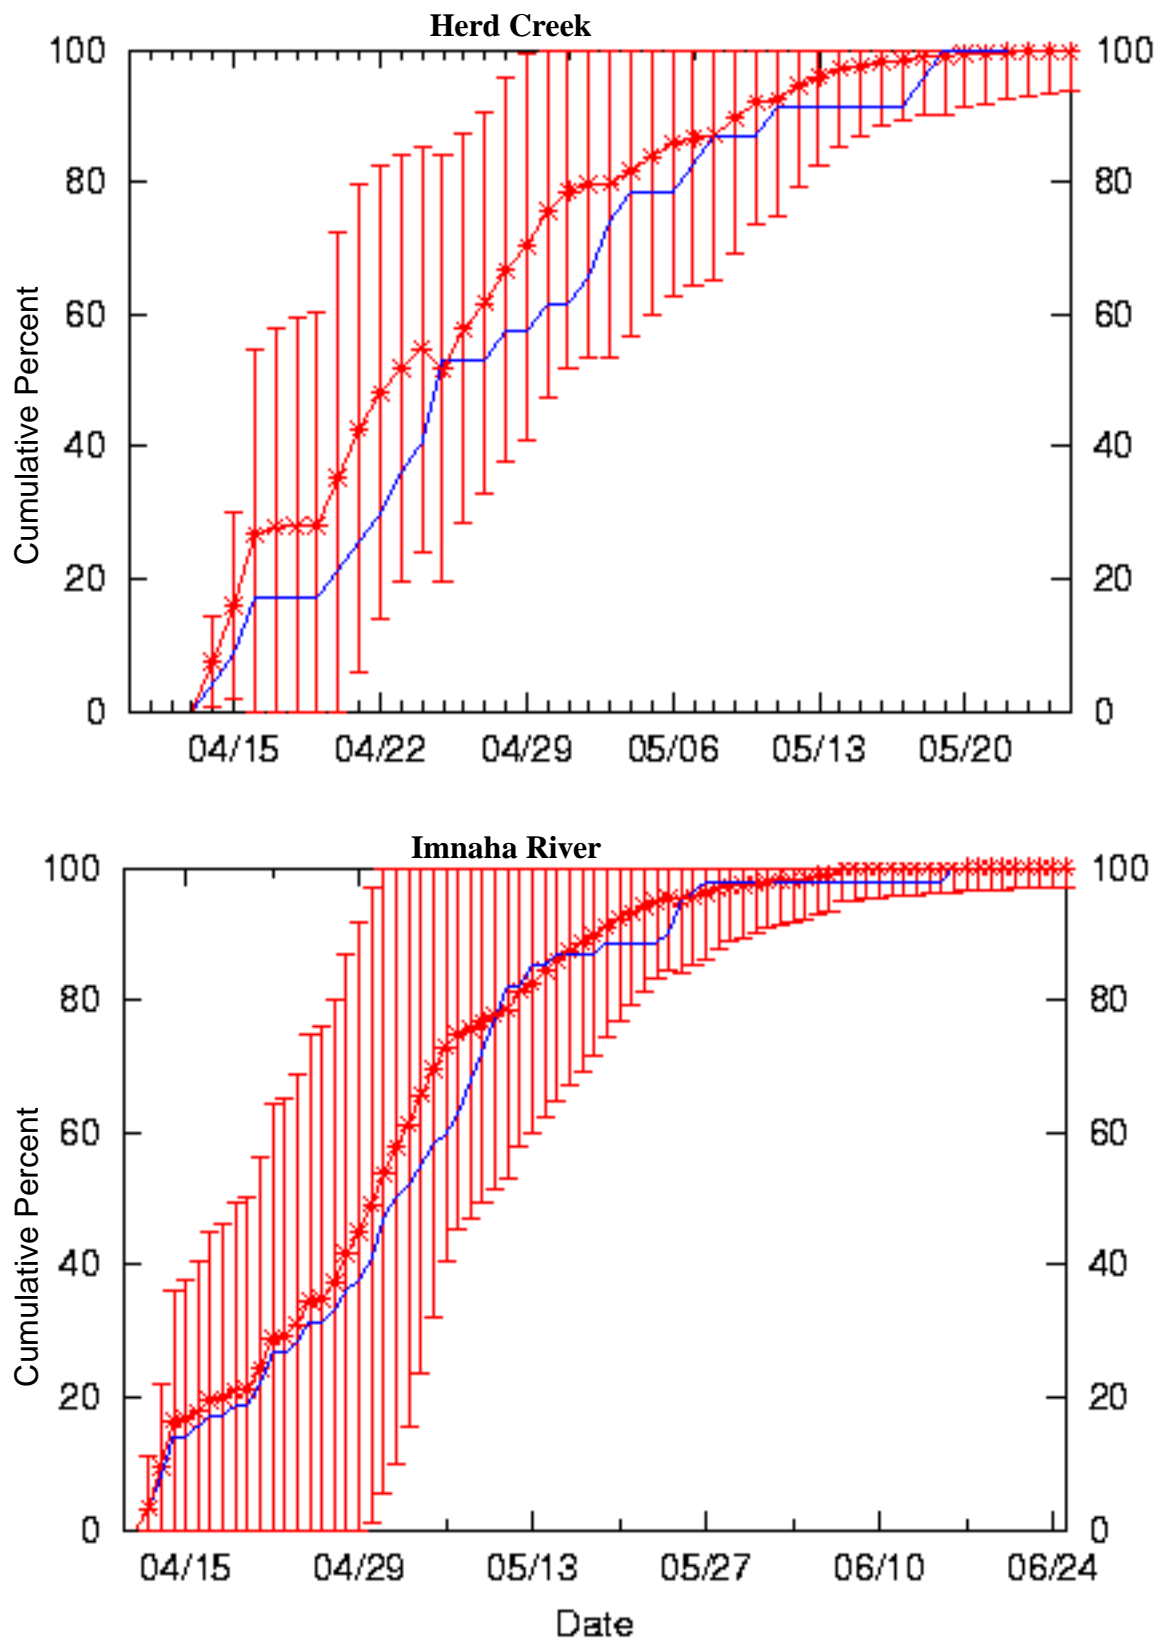 Herd Creek
100 100
80 80
60 60
40 40
20 20
0 0
Cumulative Percent
04/15 04/22 04/29 05/06 05/13 05/20
Imnaha River
100 100
80 80
60 60
40 40
20 20
0 0
Cumulative Percent
04/15 04/29 05/13 05/27 06/10 06/24
Date